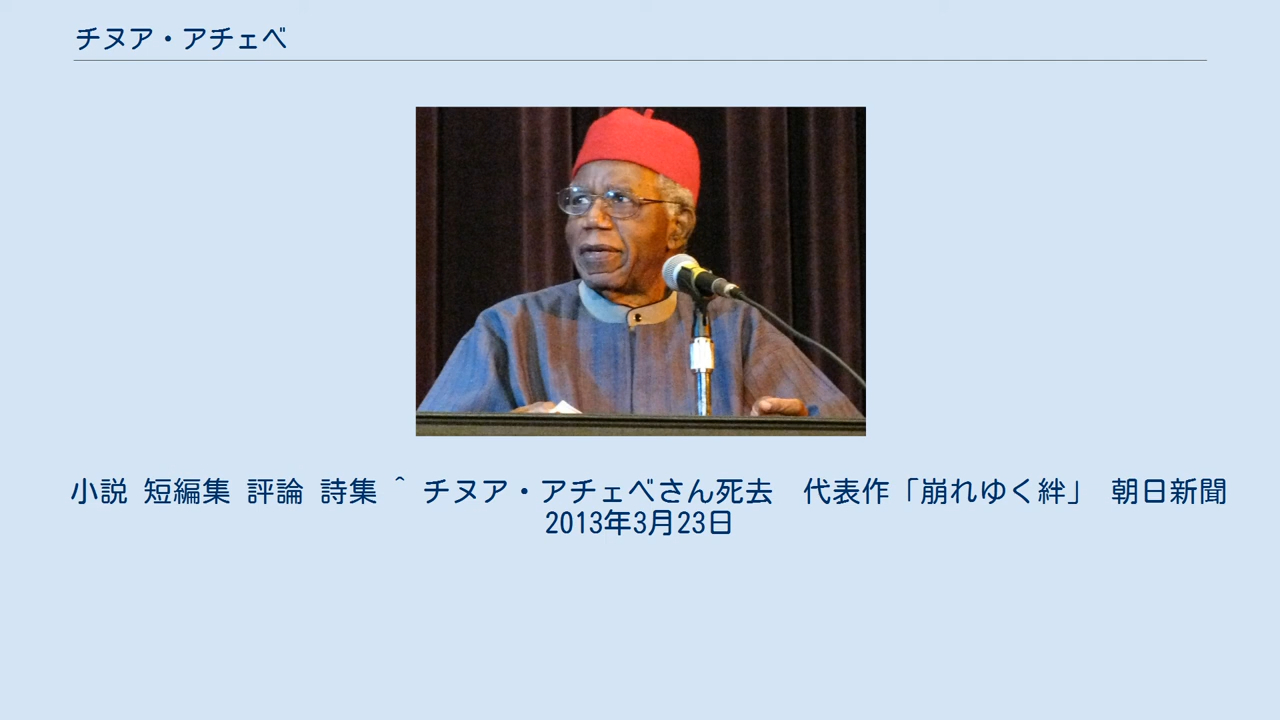 チヌア・アチェベ
小説 短編集 評論 詩集 ^ チヌア・アチェベさん死去　代表作「崩れゆく絆」 朝日新聞
2013年3月23日